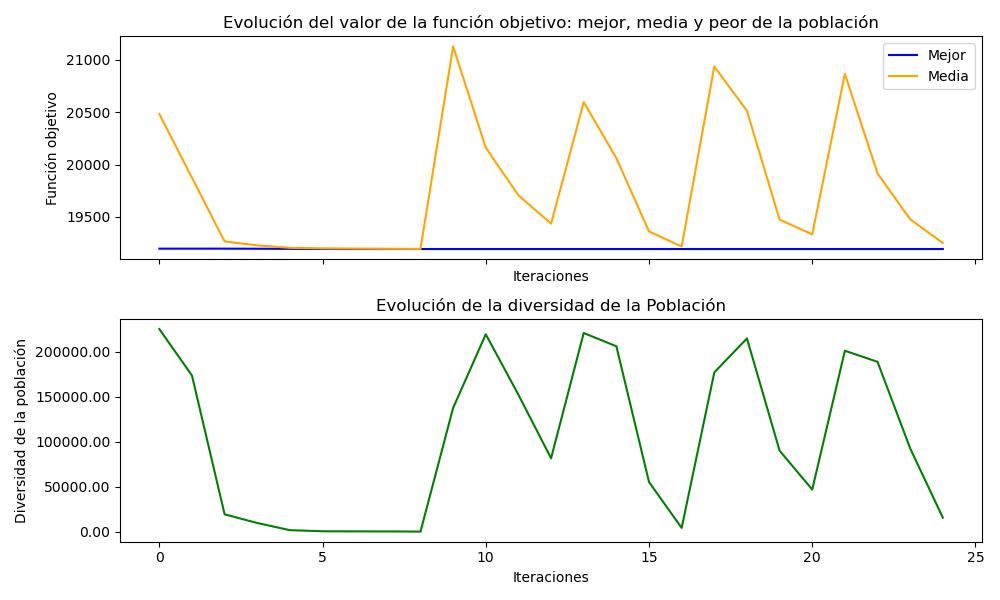 Evolución del valor de la función objetivo: mejor, media y peor de la población
21000
20500
20000
19500
Función objetivo
Mejor
Media
Iteraciones
Evolución de la diversidad de la Población
200000.00
150000.00
100000.00
50000.00
0.00
Diversidad de la población
0 5 10 15 20 25
Iteraciones